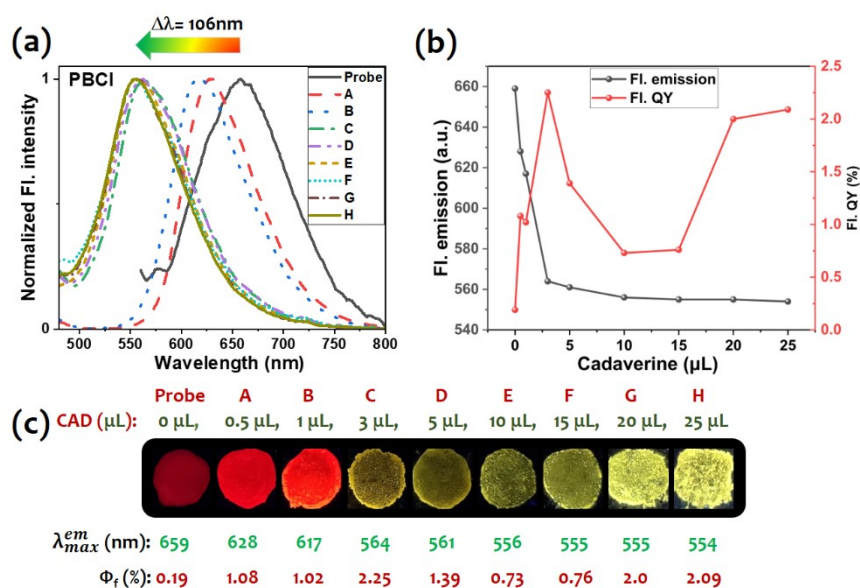 (a)
Δλ= 106nm
PBCI
Normalized Fl. intensity
1
0
Probe
A
B
C
D
E
F
G
H
500 550 600 650 700 750 800
Wavelength (nm)
(b)
Fl. emission
Fl. QY
Fl. emission (a.u.)
660
640
620
600
580
560
540
Fl. QY (%)
2.5
2.0
1.5
1.0
0.5
0.0
0 5 10 15 20 25
Cadaverine (µL)
(c)
Probe A B C D E F G H
CAD (µL): 0 µL, 0.5 µL, 1 µL, 3 µL, 5 µL, 10 µL, 15 µL, 20 µL, 25 µL
λ^em_max (nm): 659 628 617 564 561 556 555 555 554
Φf (%): 0.19 1.08 1.02 2.25 1.39 0.73 0.76 2.0 2.09